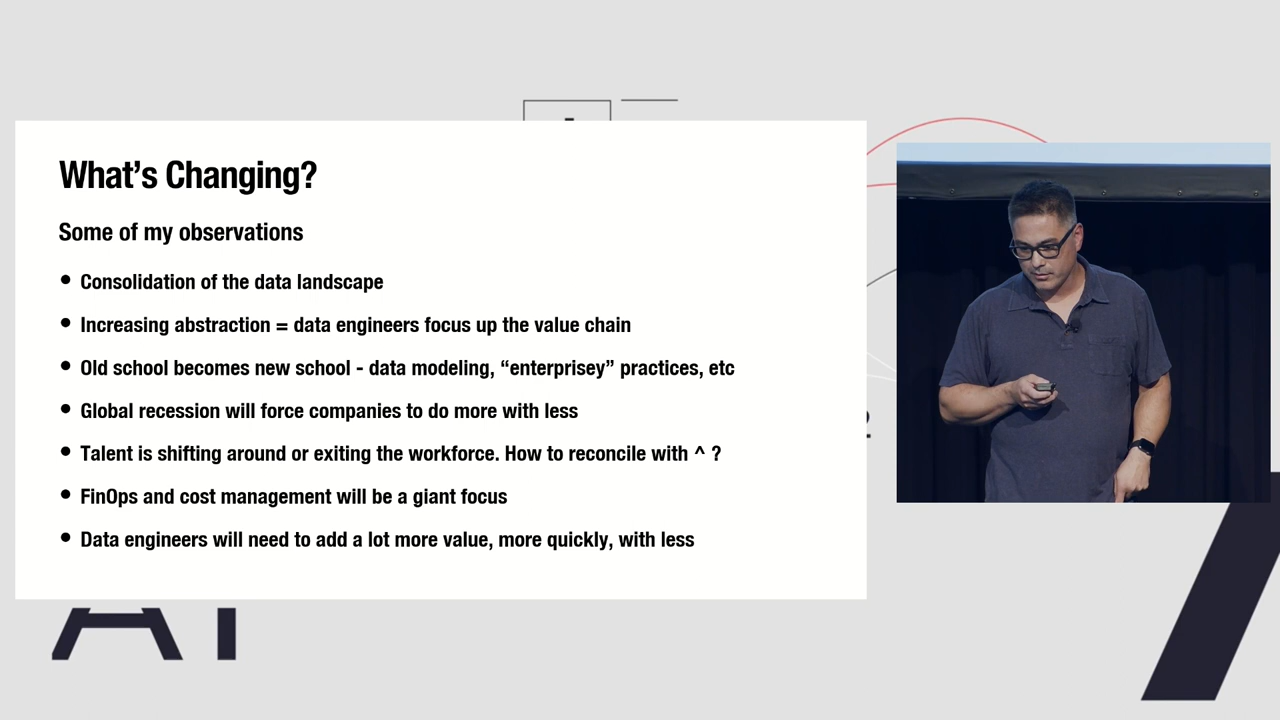 What's Changing?
Some of my observations
• Consolidation of the data landscape
• Increasing abstraction = data engineers focus up the value chain
• Old school becomes new school - data modeling, “enterprisey” practices, etc
• Global recession will force companies to do more with less
• Talent is shifting around or exiting the workforce. How to reconcile with ^ ?
• FinOps and cost management will be a giant focus
• Data engineers will need to add a lot more value, more quickly, with less